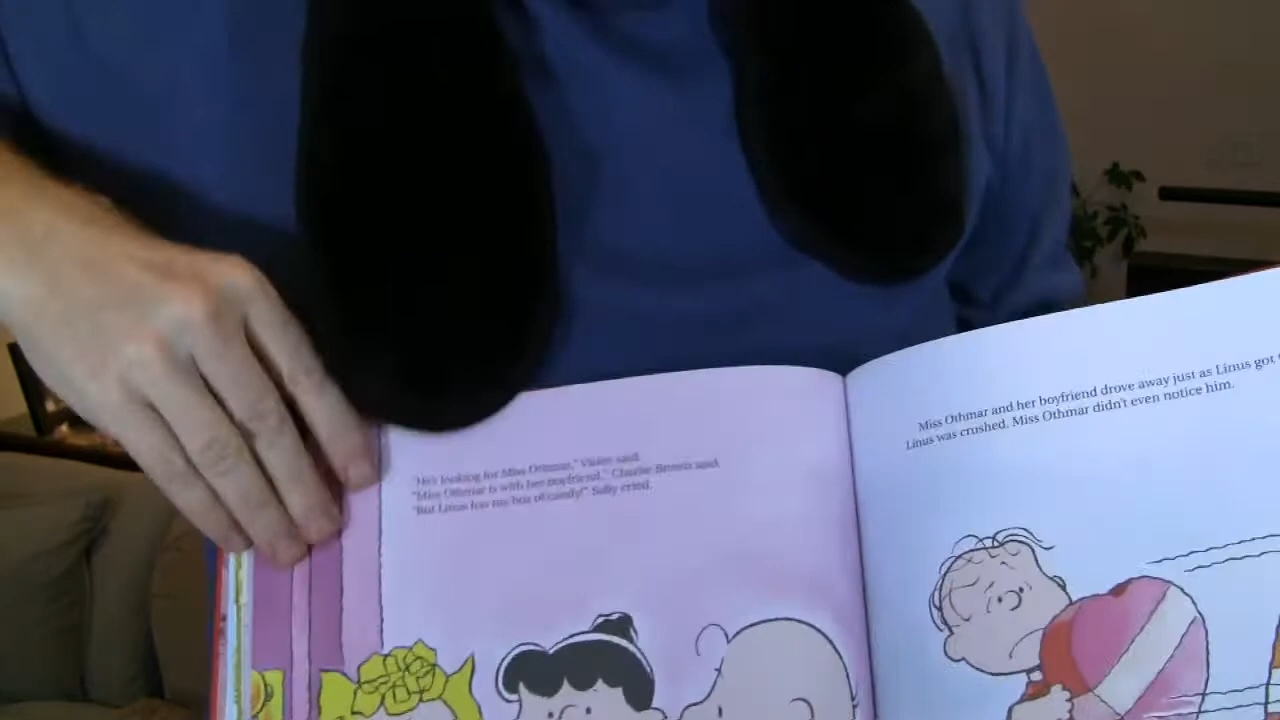 "He's looking for Miss Othmar," Violet said.
"Miss Othmar is with her boyfriend," Charlie Brown said.
"But Linus has my box of candy!" Sally cried.
Miss Othmar and her boyfriend drove away just as Linus got
Linus was crushed. Miss Othmar didn't even notice him.